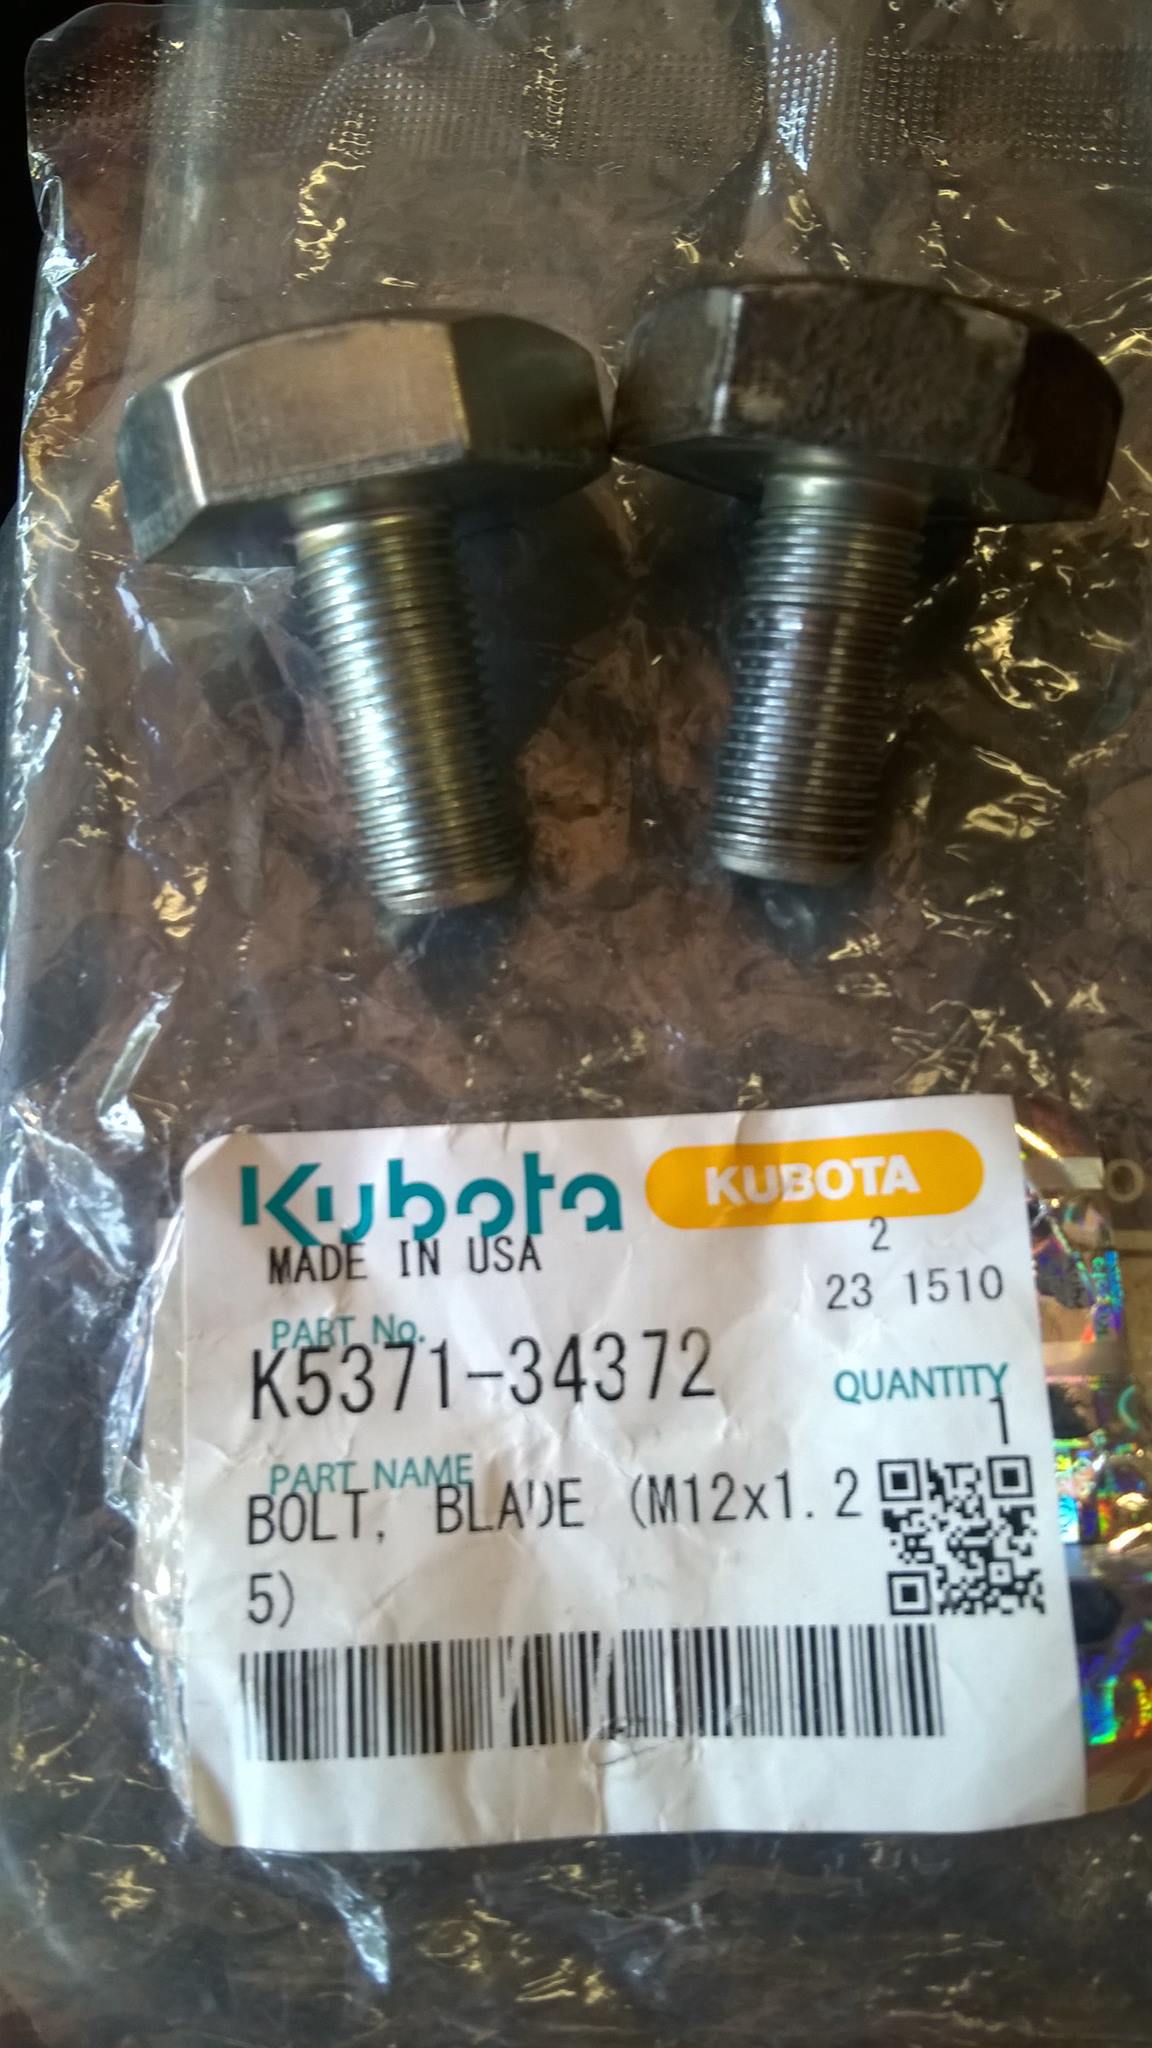 Kubota KUBOTA
MADE IN USA 2
23 1510
PART No.
K5371-34372
QUANTITY
1
PART NAME
BOLT, BLADE (M12x1.2
5)